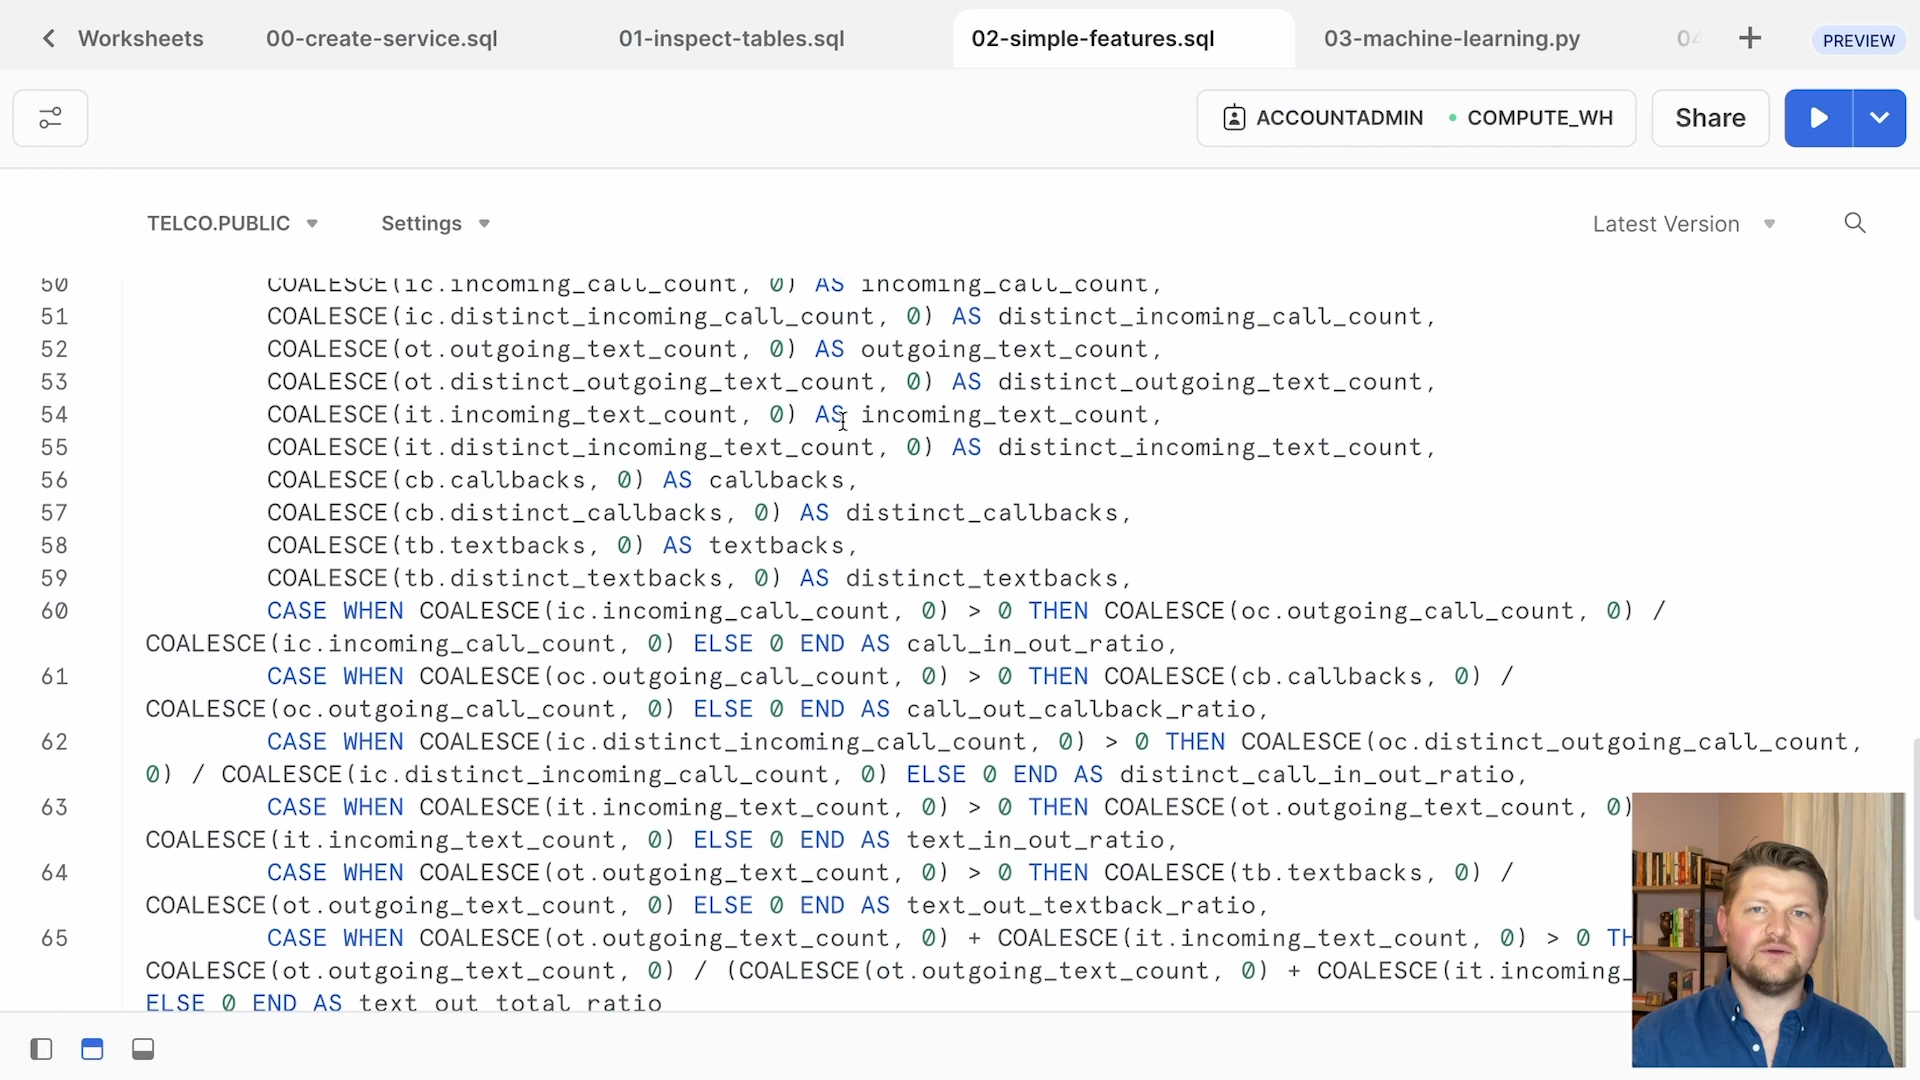 Worksheets 00-create-service.sql 01-inspect-tables.sql 02-simple-features.sql 03-machine-learning.py 04 + PREVIEW
ACCOUNTADMIN COMPUTE_WH Share
TELCO.PUBLIC Settings Latest Version
50 COALESCE(ic.incoming_call_count, 0) AS incoming_call_count,
51 COALESCE(ic.distinct_incoming_call_count, 0) AS distinct_incoming_call_count,
52 COALESCE(ot.outgoing_text_count, 0) AS outgoing_text_count,
53 COALESCE(ot.distinct_outgoing_text_count, 0) AS distinct_outgoing_text_count,
54 COALESCE(it.incoming_text_count, 0) AS incoming_text_count,
55 COALESCE(it.distinct_incoming_text_count, 0) AS distinct_incoming_text_count,
56 COALESCE(cb.callbacks, 0) AS callbacks,
57 COALESCE(cb.distinct_callbacks, 0) AS distinct_callbacks,
58 COALESCE(tb.textbacks, 0) AS textbacks,
59 COALESCE(tb.distinct_textbacks, 0) AS distinct_textbacks,
60 CASE WHEN COALESCE(ic.incoming_call_count, 0) > 0 THEN COALESCE(oc.outgoing_call_count, 0) /
COALESCE(ic.incoming_call_count, 0) ELSE 0 END AS call_in_out_ratio,
61 CASE WHEN COALESCE(oc.outgoing_call_count, 0) > 0 THEN COALESCE(cb.callbacks, 0) /
COALESCE(oc.outgoing_call_count, 0) ELSE 0 END AS call_out_callback_ratio,
62 CASE WHEN COALESCE(ic.distinct_incoming_call_count, 0) > 0 THEN COALESCE(oc.distinct_outgoing_call_count,
0) / COALESCE(ic.distinct_incoming_call_count, 0) ELSE 0 END AS distinct_call_in_out_ratio,
63 CASE WHEN COALESCE(it.incoming_text_count, 0) > 0 THEN COALESCE(ot.outgoing_text_count, 0)
COALESCE(it.incoming_text_count, 0) ELSE 0 END AS text_in_out_ratio,
64 CASE WHEN COALESCE(ot.outgoing_text_count, 0) > 0 THEN COALESCE(tb.textbacks, 0) /
COALESCE(ot.outgoing_text_count, 0) ELSE 0 END AS text_out_textback_ratio,
65 CASE WHEN COALESCE(ot.outgoing_text_count, 0) + COALESCE(it.incoming_text_count, 0) > 0 TH
COALESCE(ot.outgoing_text_count, 0) / (COALESCE(ot.outgoing_text_count, 0) + COALESCE(it.incoming_
ELSE 0 END AS text_out_total_ratio